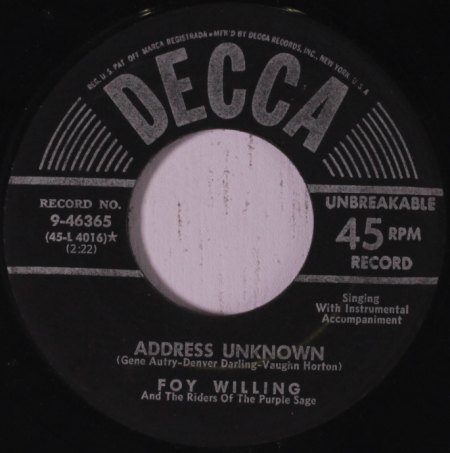 REG. U.S. PAT. OFF. MARCA REGISTRADA • MF'D BY DECCA RECORDS, INC., NEW YORK, U.S.A.
DECCA
RECORD NO.
9-46365
(45-L 4016)★
(2:22)
UNBREAKABLE
45 RPM
RECORD
Singing
With Instrumental
Accompaniment
ADDRESS UNKNOWN
(Gene Autry-Denver Darling-Vaughn Horton)
FOY WILLING
And The Riders Of The Purple Sage